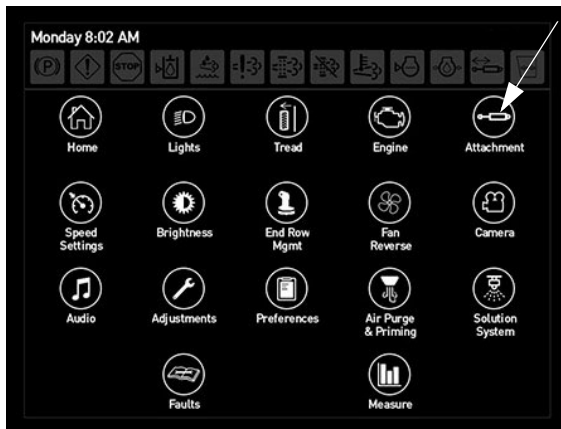 Monday 8:02 AM
(P) STOP
Home Lights Tread Engine Attachment
Speed Settings Brightness End Row Mgmt Fan Reverse Camera
Audio Adjustments Preferences Air Purge & Priming Solution System
Faults Measure